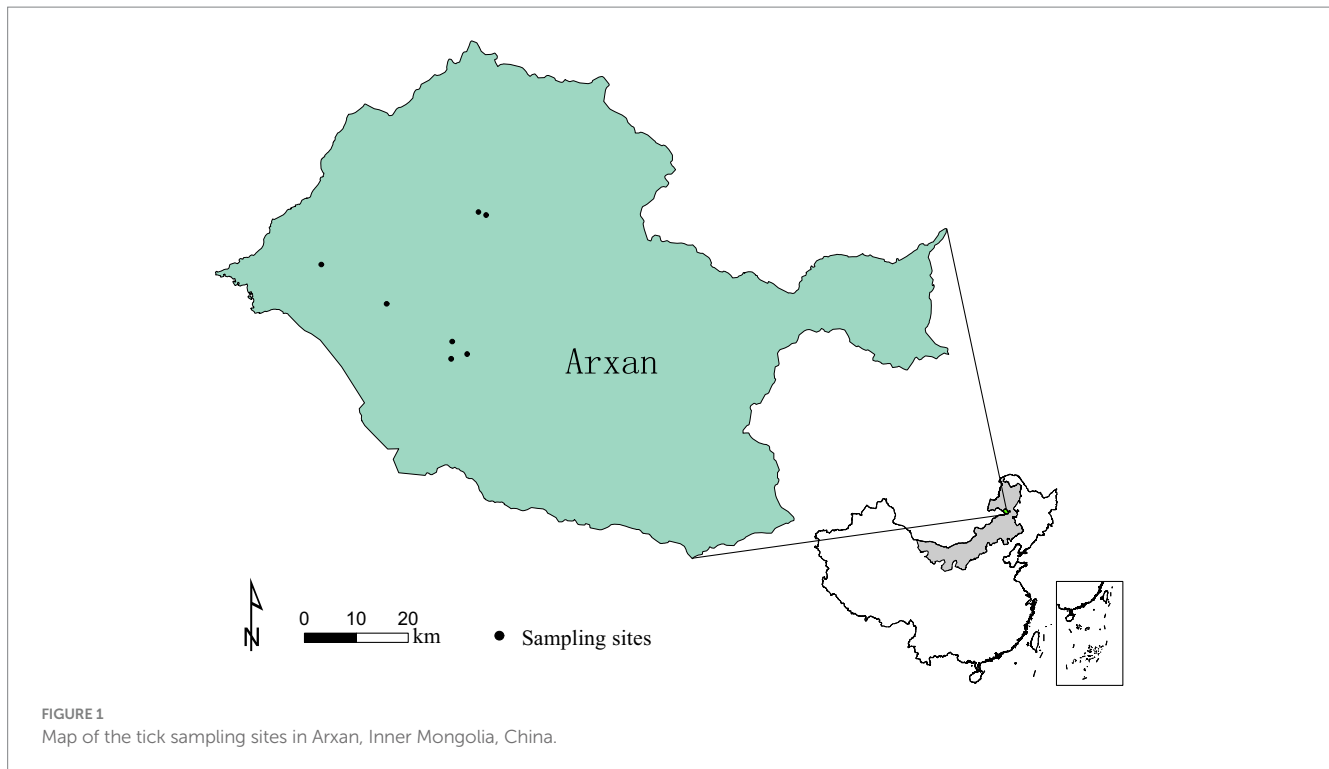 Arxan
N
0 10 20
km
Sampling sites
FIGURE 1
Map of the tick sampling sites in Arxan, Inner Mongolia, China.